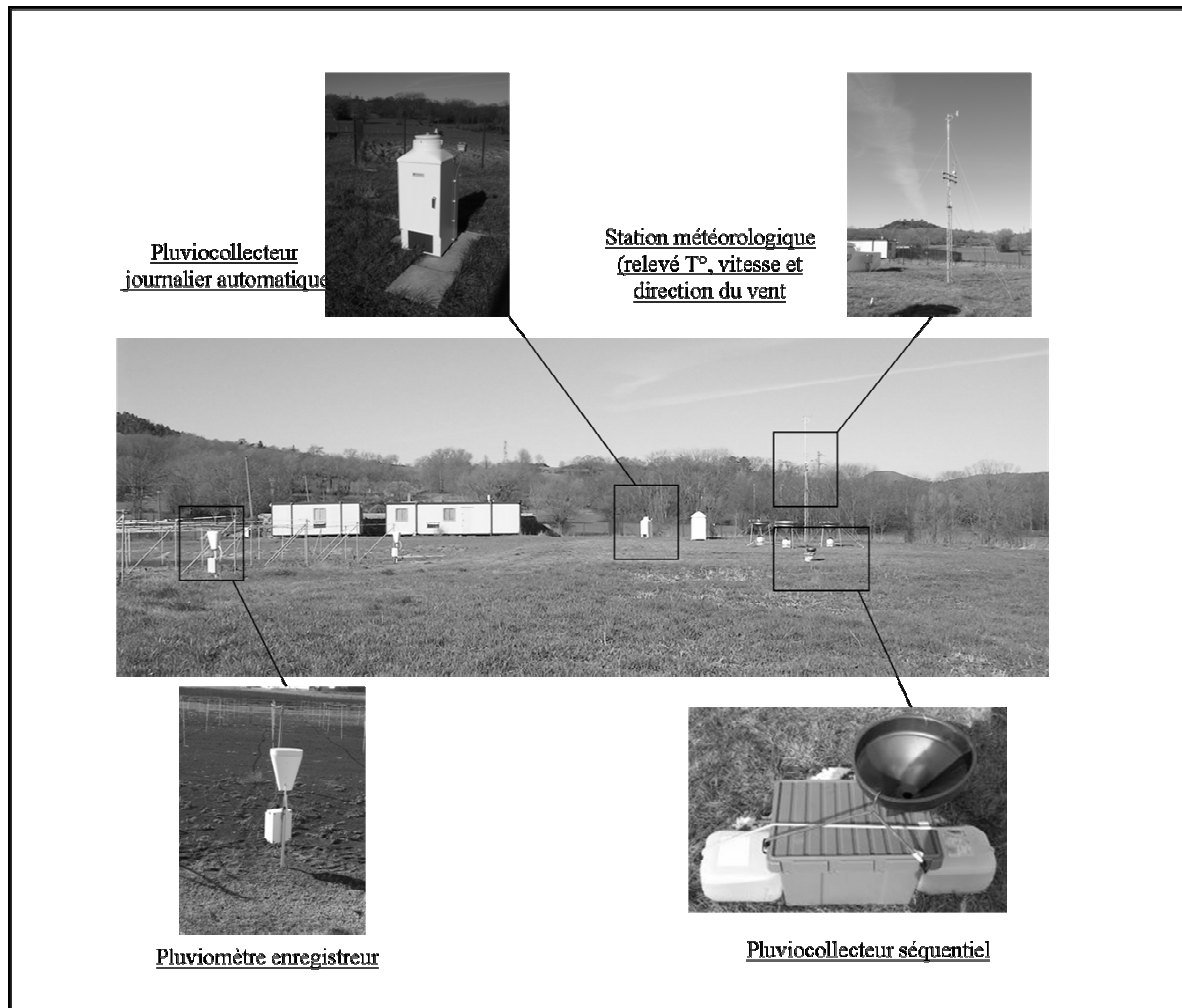 Pluviocollecteur
journalier automatique
Station météorologique
(relevé T°, vitesse et
direction du vent
Pluviomètre enregistreur
Pluviocollecteur séquentiel